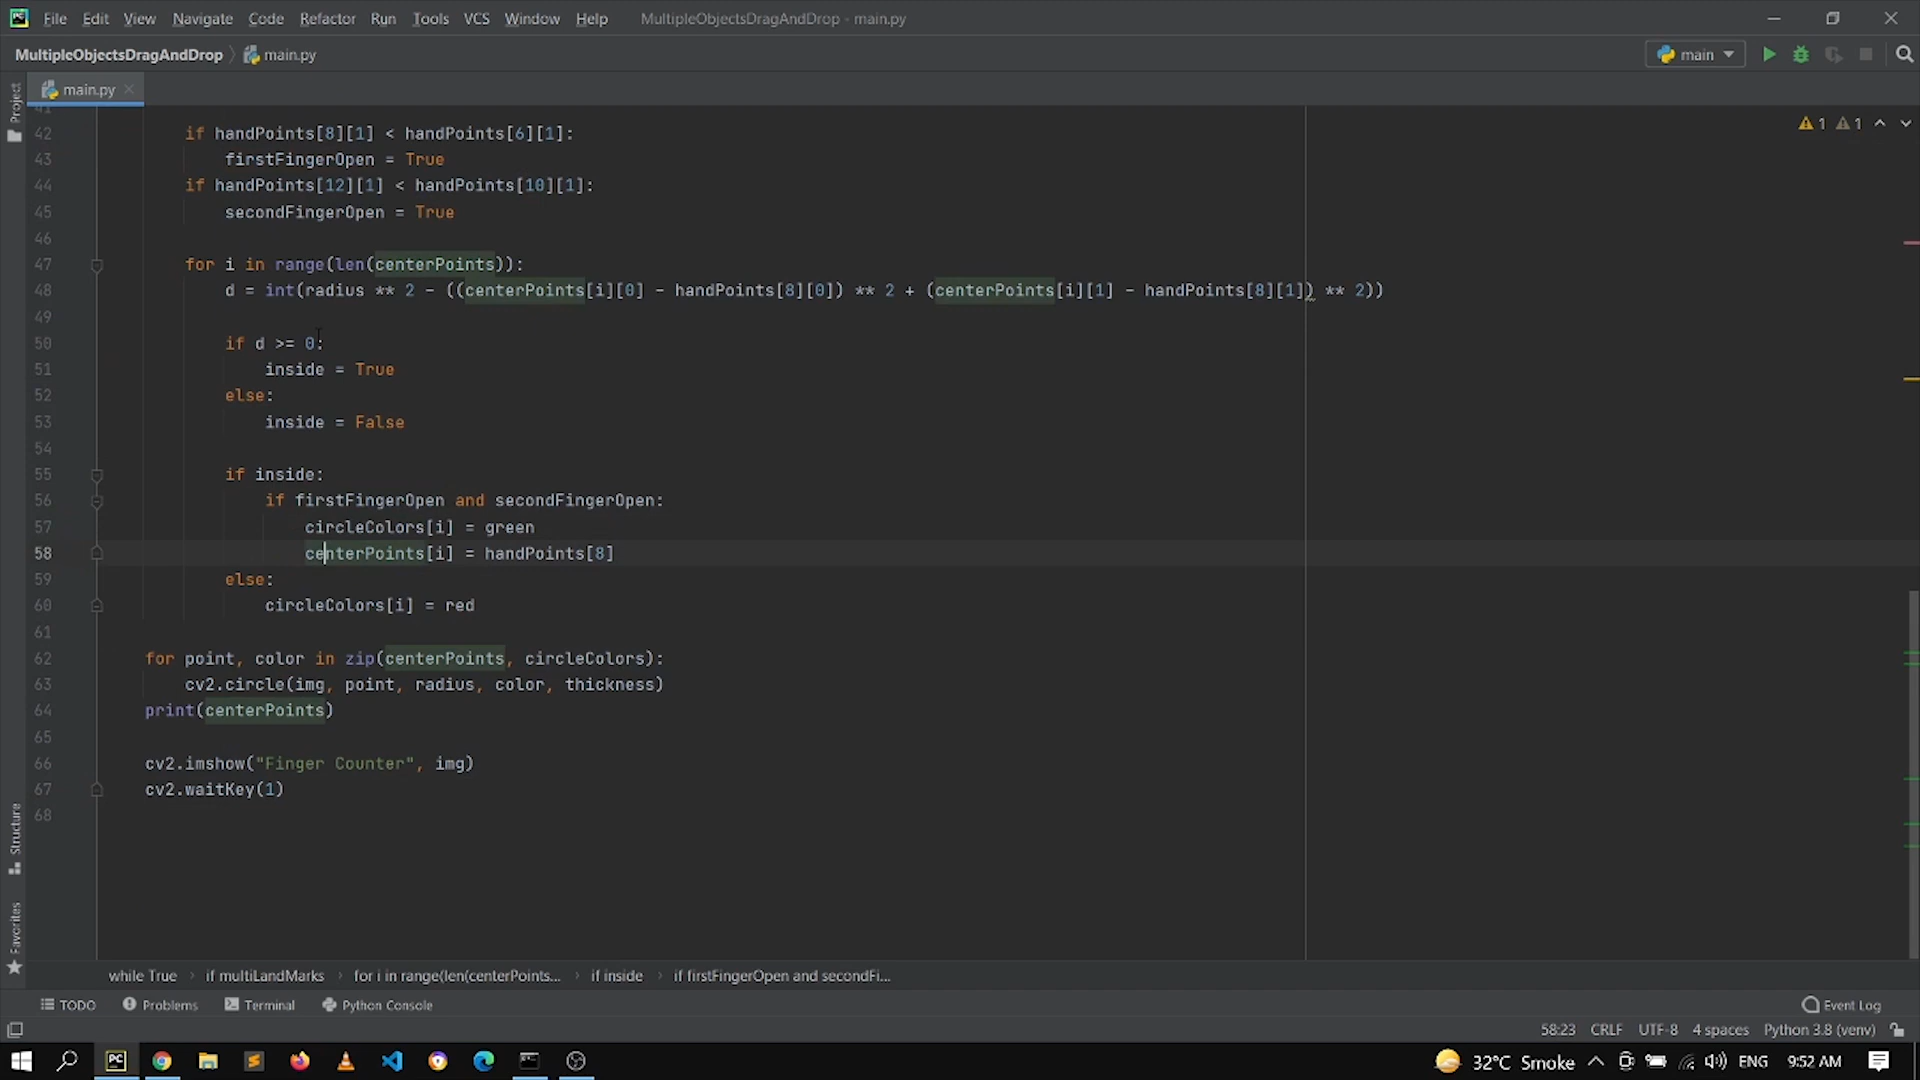 File Edit View Navigate Code Refactor Run Tools VCS Window Help MultipleObjectsDragAndDrop - main.py
MultipleObjectsDragAndDrop main.py main
Project
main.py
41
42 if handPoints[8][1] < handPoints[6][1]: 1 1
43 firstFingerOpen = True
44 if handPoints[12][1] < handPoints[10][1]:
45 secondFingerOpen = True
46
47 for i in range(len(centerPoints)):
48 d = int(radius ** 2 - ((centerPoints[i][0] - handPoints[8][0]) ** 2 + (centerPoints[i][1] - handPoints[8][1]) ** 2))
49
50 if d >= 0:
51 inside = True
52 else:
53 inside = False
54
55 if inside:
56 if firstFingerOpen and secondFingerOpen:
57 circleColors[i] = green
58 centerPoints[i] = handPoints[8]
59 else:
60 circleColors[i] = red
61
62 for point, color in zip(centerPoints, circleColors):
63 cv2.circle(img, point, radius, color, thickness)
64 print(centerPoints)
65
66 cv2.imshow("Finger Counter", img)
67 cv2.waitKey(1)
68
Structure
Favorites
while True if multiLandMarks for i in range(len(centerPoints... if inside if firstFingerOpen and secondFi...
TODO Problems Terminal Python Console Event Log
58:23 CRLF UTF-8 4 spaces Python 3.8 (venv)
PC 32°C Smoke ENG 9:52 AM